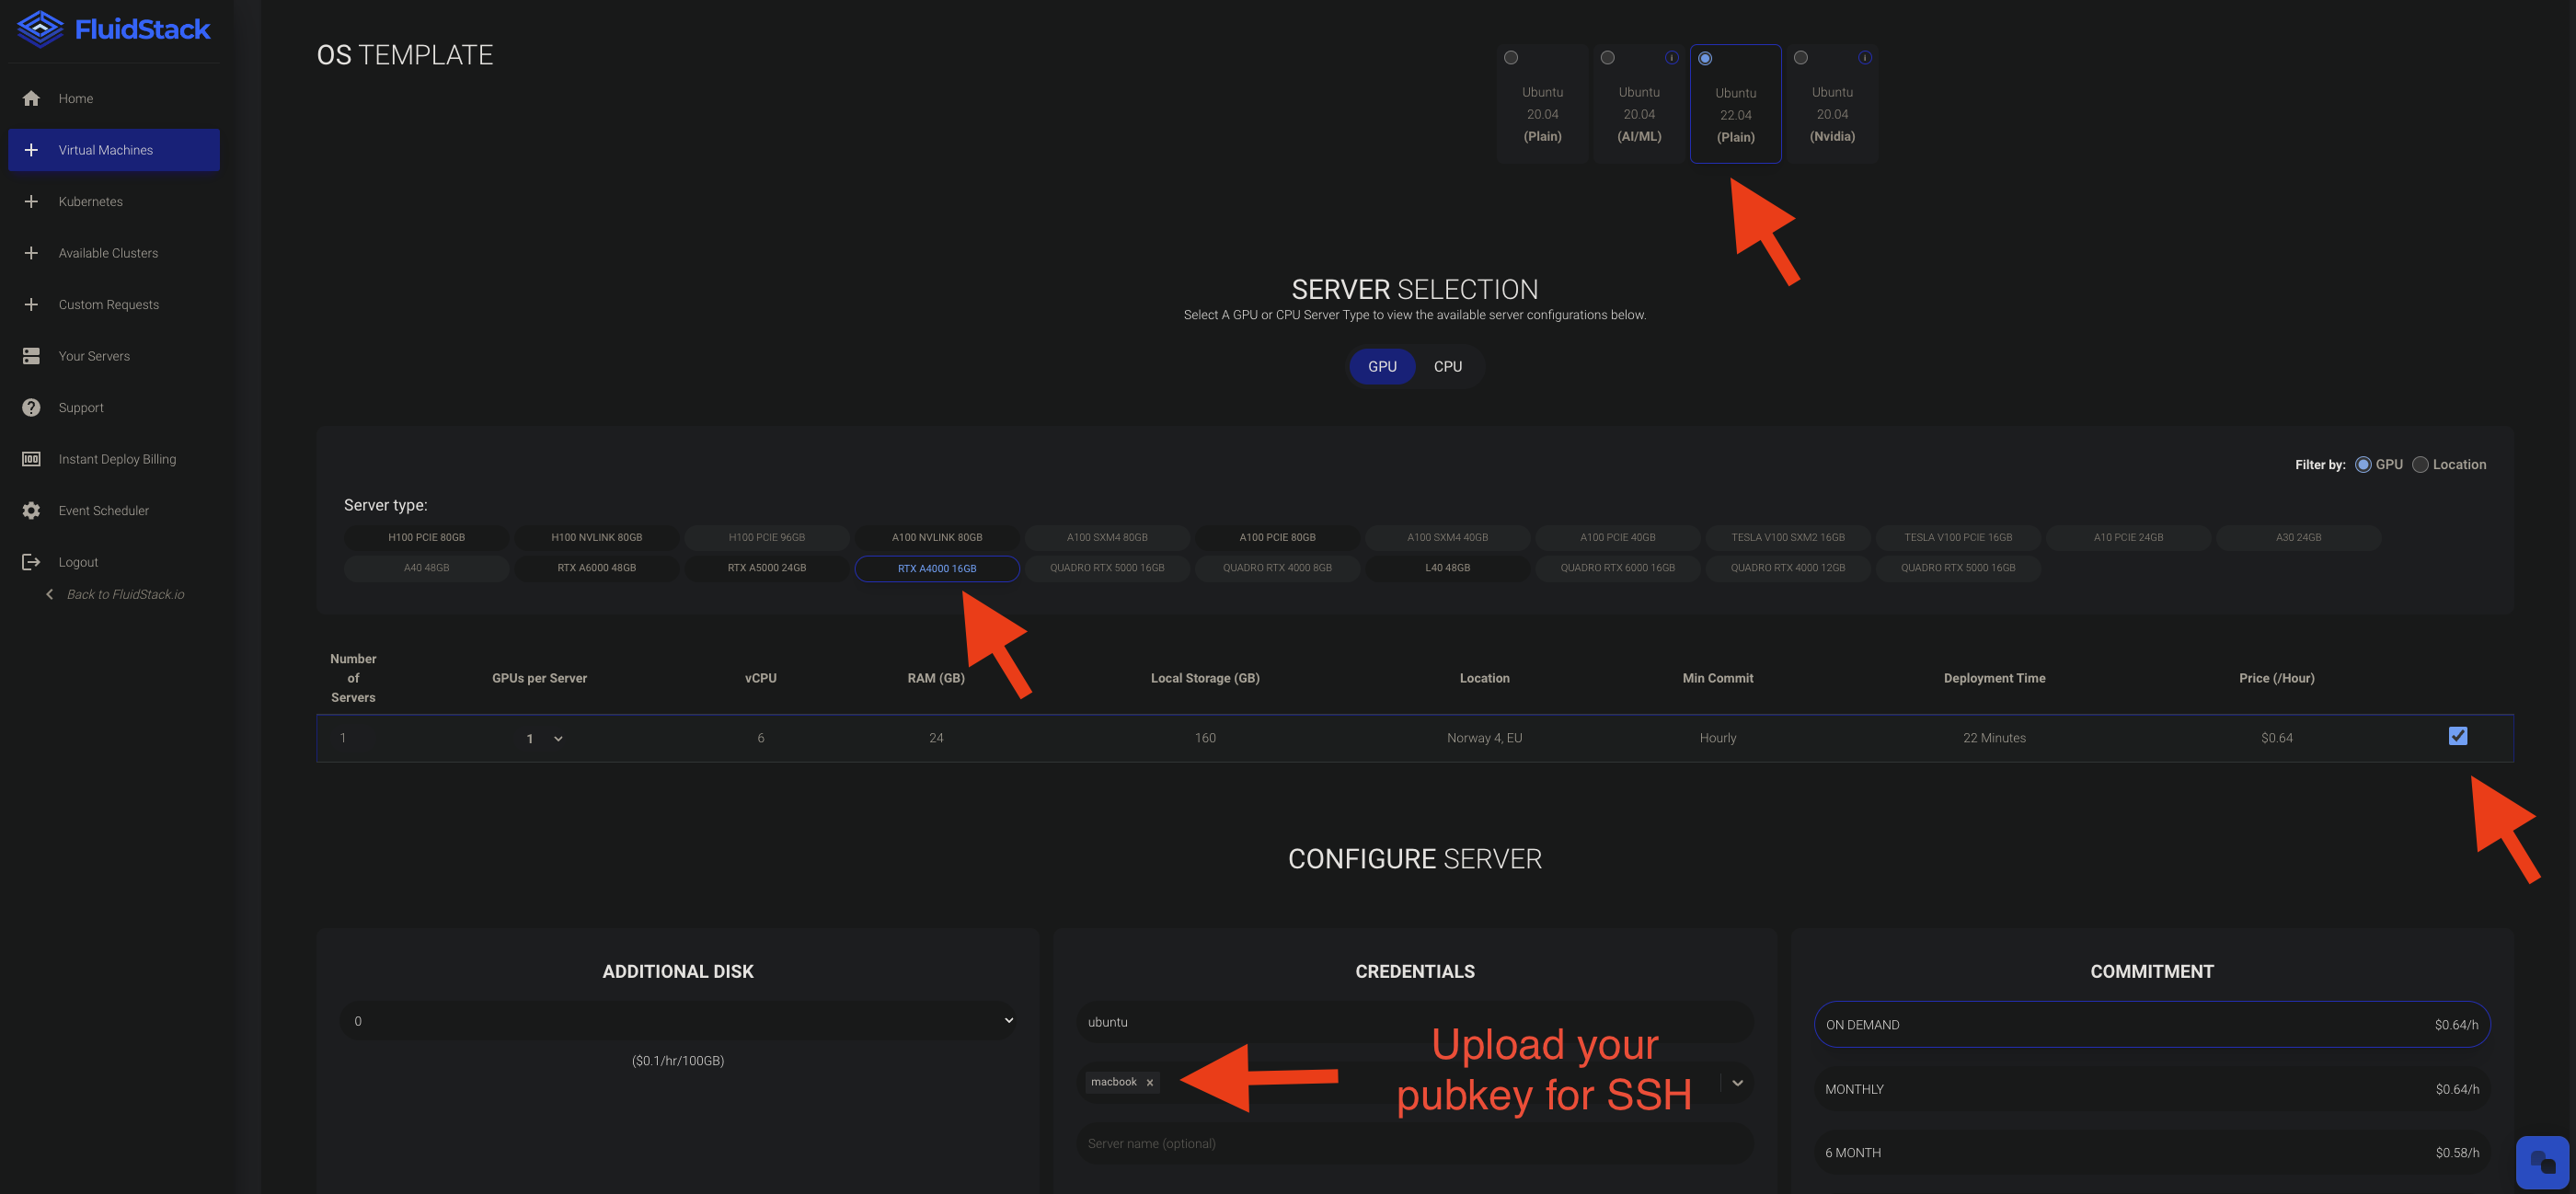 FluidStack
Home
Virtual Machines
Kubernetes
Available Clusters
Custom Requests
Your Servers
Support
Instant Deploy Billing
Event Scheduler
Logout
Back to FluidStack.io
OS TEMPLATE
Ubuntu
20.04
(Plain)
Ubuntu
20.04
(AI/ML)
Ubuntu
22.04
(Plain)
Ubuntu
20.04
(Nvidia)
SERVER SELECTION
Select A GPU or CPU Server Type to view the available server configurations below.
GPU CPU
Filter by: GPU Location
Server type:
H100 PCIE 80GB H100 NVLINK 80GB H100 PCIE 96GB A100 NVLINK 80GB A100 SXM4 80GB A100 PCIE 80GB A100 SXM4 40GB A100 PCIE 40GB TESLA V100 SXM2 16GB TESLA V100 PCIE 16GB A10 PCIE 24GB A30 24GB
A40 48GB RTX A6000 48GB RTX A5000 24GB RTX A4000 16GB QUADRO RTX 5000 16GB QUADRO RTX 4000 8GB L40 48GB QUADRO RTX 6000 16GB QUADRO RTX 4000 12GB QUADRO RTX 5000 16GB
Number
of
Servers
GPUs per Server vCPU RAM (GB) Local Storage (GB) Location Min Commit Deployment Time Price (/Hour)
1 1 6 24 160 Norway 4, EU Hourly 22 Minutes $0.64
CONFIGURE SERVER
ADDITIONAL DISK
0
($0.1/hr/100GB)
CREDENTIALS
ubuntu
macbook x
Server name (optional)
Upload your
pubkey for SSH
COMMITMENT
ON DEMAND $0.64/h
MONTHLY $0.64/h
6 MONTH $0.58/h